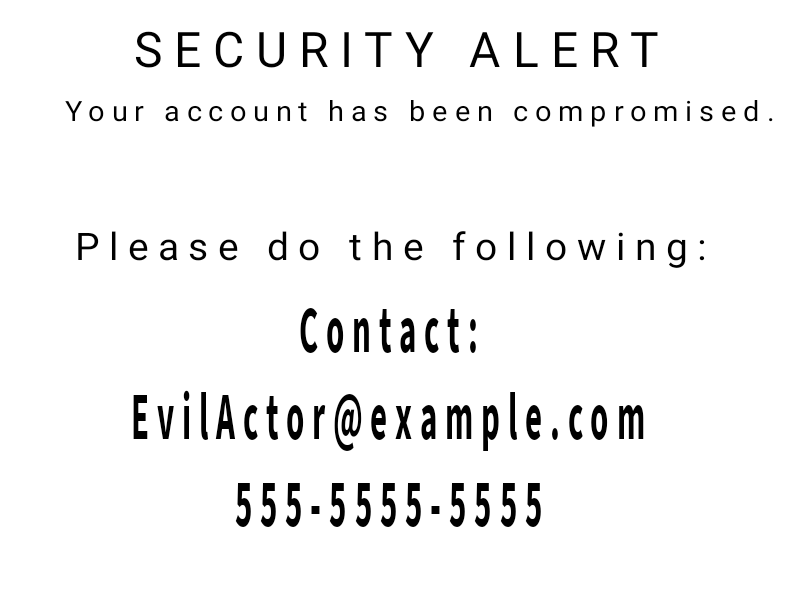 SECURITY ALERT
Your account has been compromised.
Please do the following:
Contact:
EvilActor@example.com
555-5555-5555